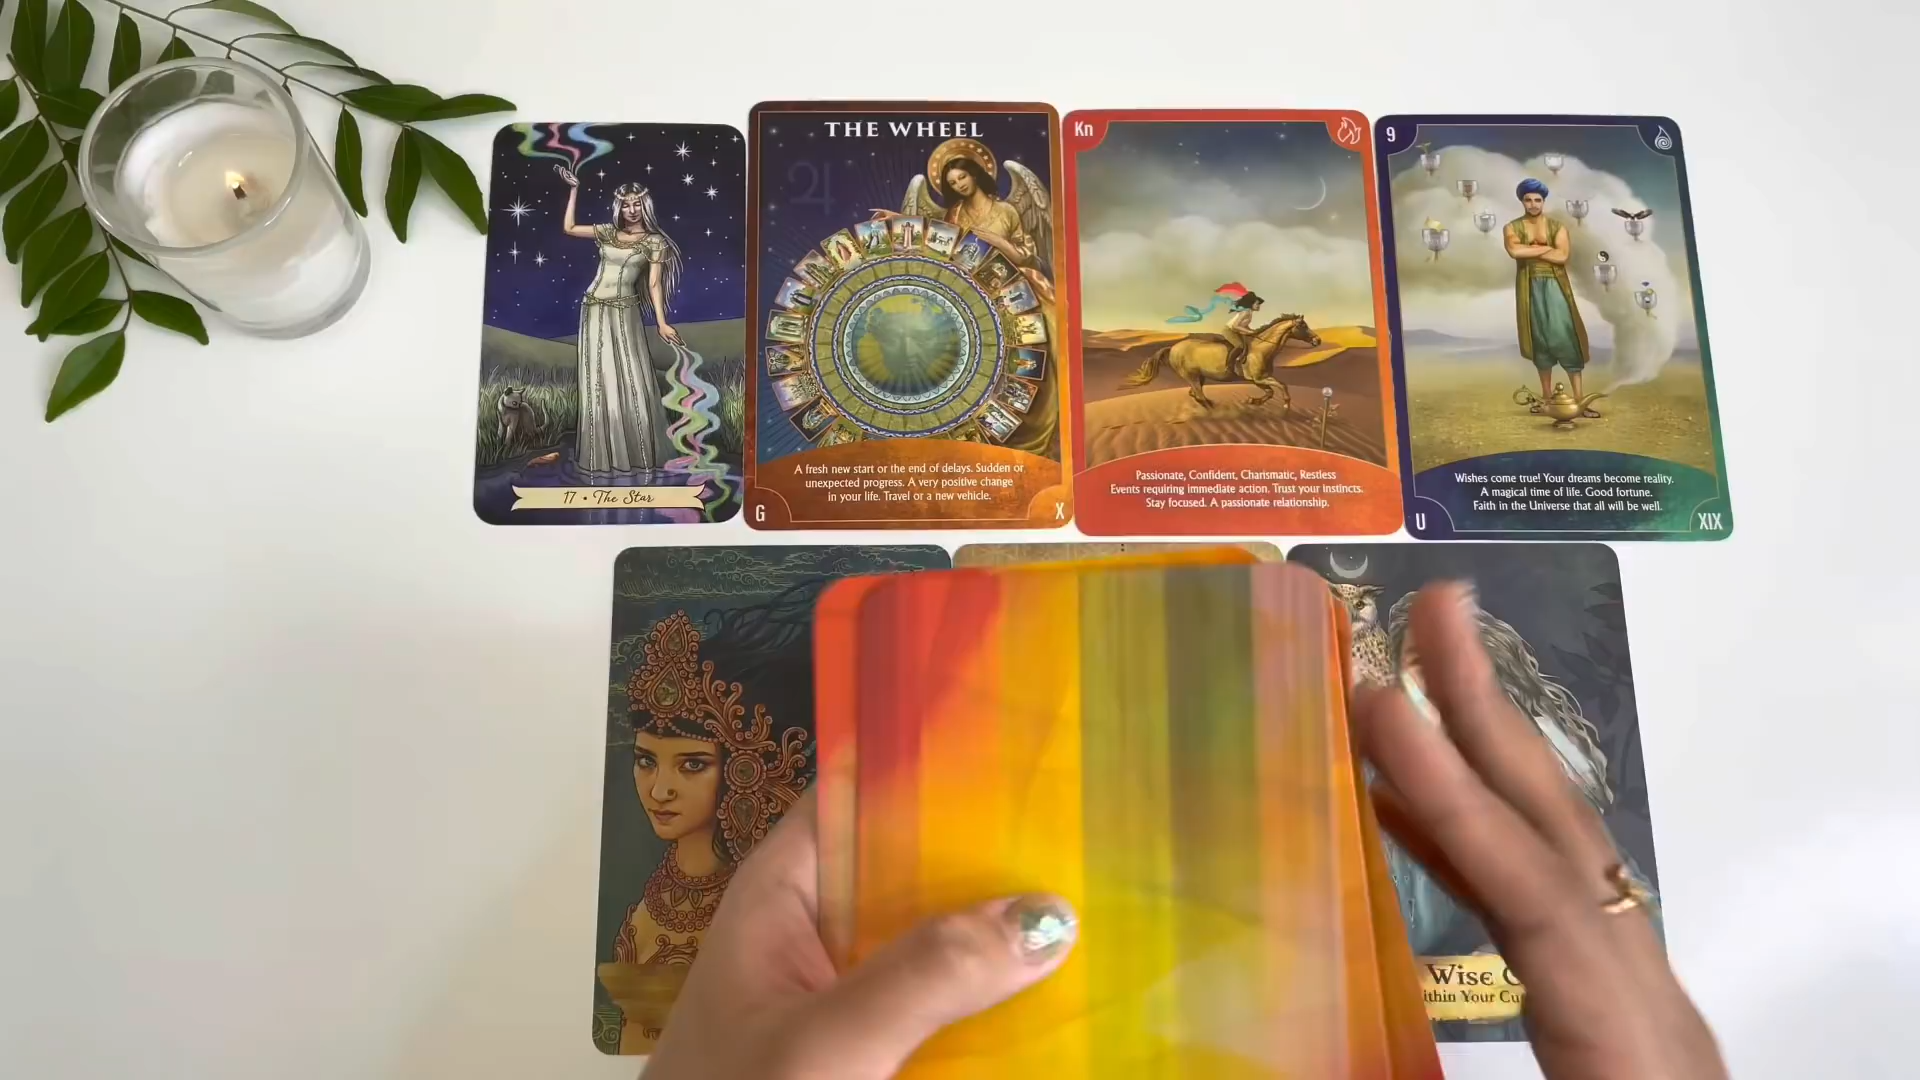 17 • The Star
THE WHEEL
A fresh new start or the end of delays. Sudden or
unexpected progress. A very positive change
in your life. Travel or a new vehicle.
G
X
Kn
Passionate, Confident, Charismatic, Restless
Events requiring immediate action. Trust your instincts.
Stay focused. A passionate relationship.
9
Wishes come true! Your dreams become reality.
A magical time of life. Good fortune.
Faith in the Universe that all will be well.
U
XIX
Wise
Your